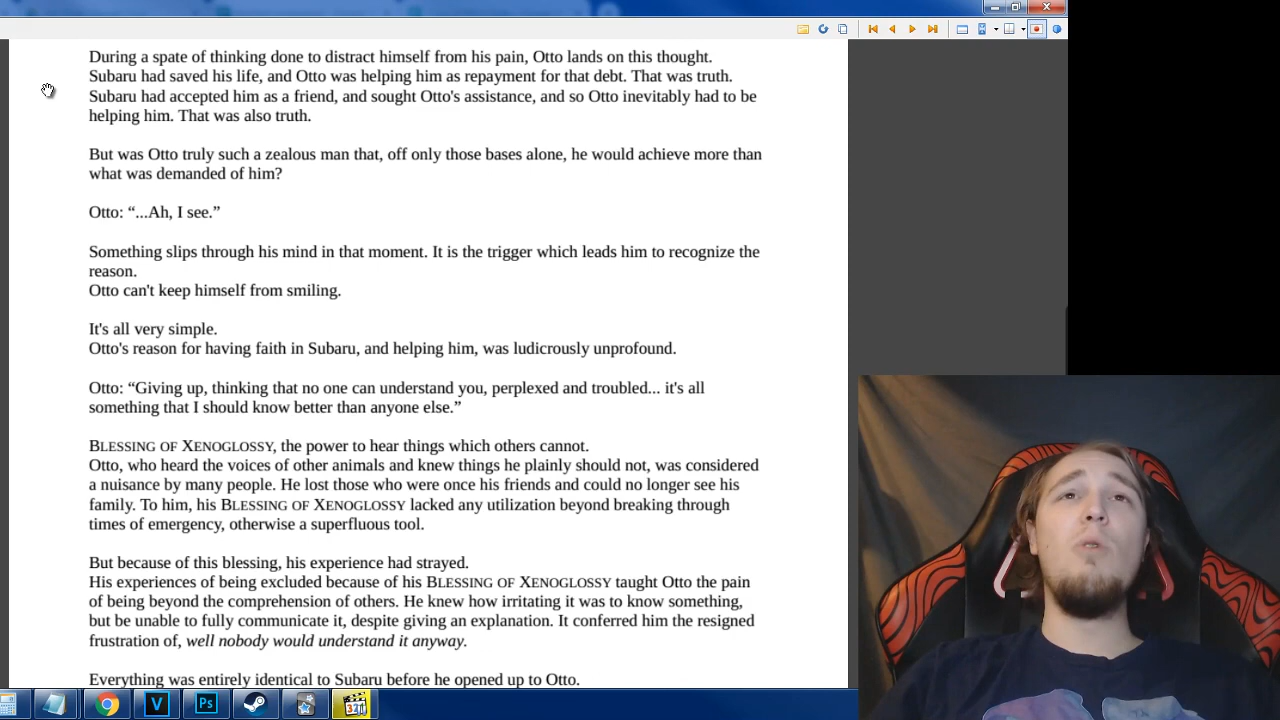 During a spate of thinking done to distract himself from his pain, Otto lands on this thought.
Subaru had saved his life, and Otto was helping him as repayment for that debt. That was truth.
Subaru had accepted him as a friend, and sought Otto's assistance, and so Otto inevitably had to be
helping him. That was also truth.
But was Otto truly such a zealous man that, off only those bases alone, he would achieve more than
what was demanded of him?
Otto: “...Ah, I see.”
Something slips through his mind in that moment. It is the trigger which leads him to recognize the
reason.
Otto can't keep himself from smiling.
It's all very simple.
Otto's reason for having faith in Subaru, and helping him, was ludicrously unprofound.
Otto: “Giving up, thinking that no one can understand you, perplexed and troubled... it's all
something that I should know better than anyone else.”
BLESSING OF XENOGLOSSY, the power to hear things which others cannot.
Otto, who heard the voices of other animals and knew things he plainly should not, was considered
a nuisance by many people. He lost those who were once his friends and could no longer see his
family. To him, his BLESSING OF XENOGLOSSY lacked any utilization beyond breaking through
times of emergency, otherwise a superfluous tool.
But because of this blessing, his experience had strayed.
His experiences of being excluded because of his BLESSING OF XENOGLOSSY taught Otto the pain
of being beyond the comprehension of others. He knew how irritating it was to know something,
but be unable to fully communicate it, despite giving an explanation. It conferred him the resigned
frustration of, well nobody would understand it anyway.
Everything was entirely identical to Subaru before he opened up to Otto.
V
Ps
321